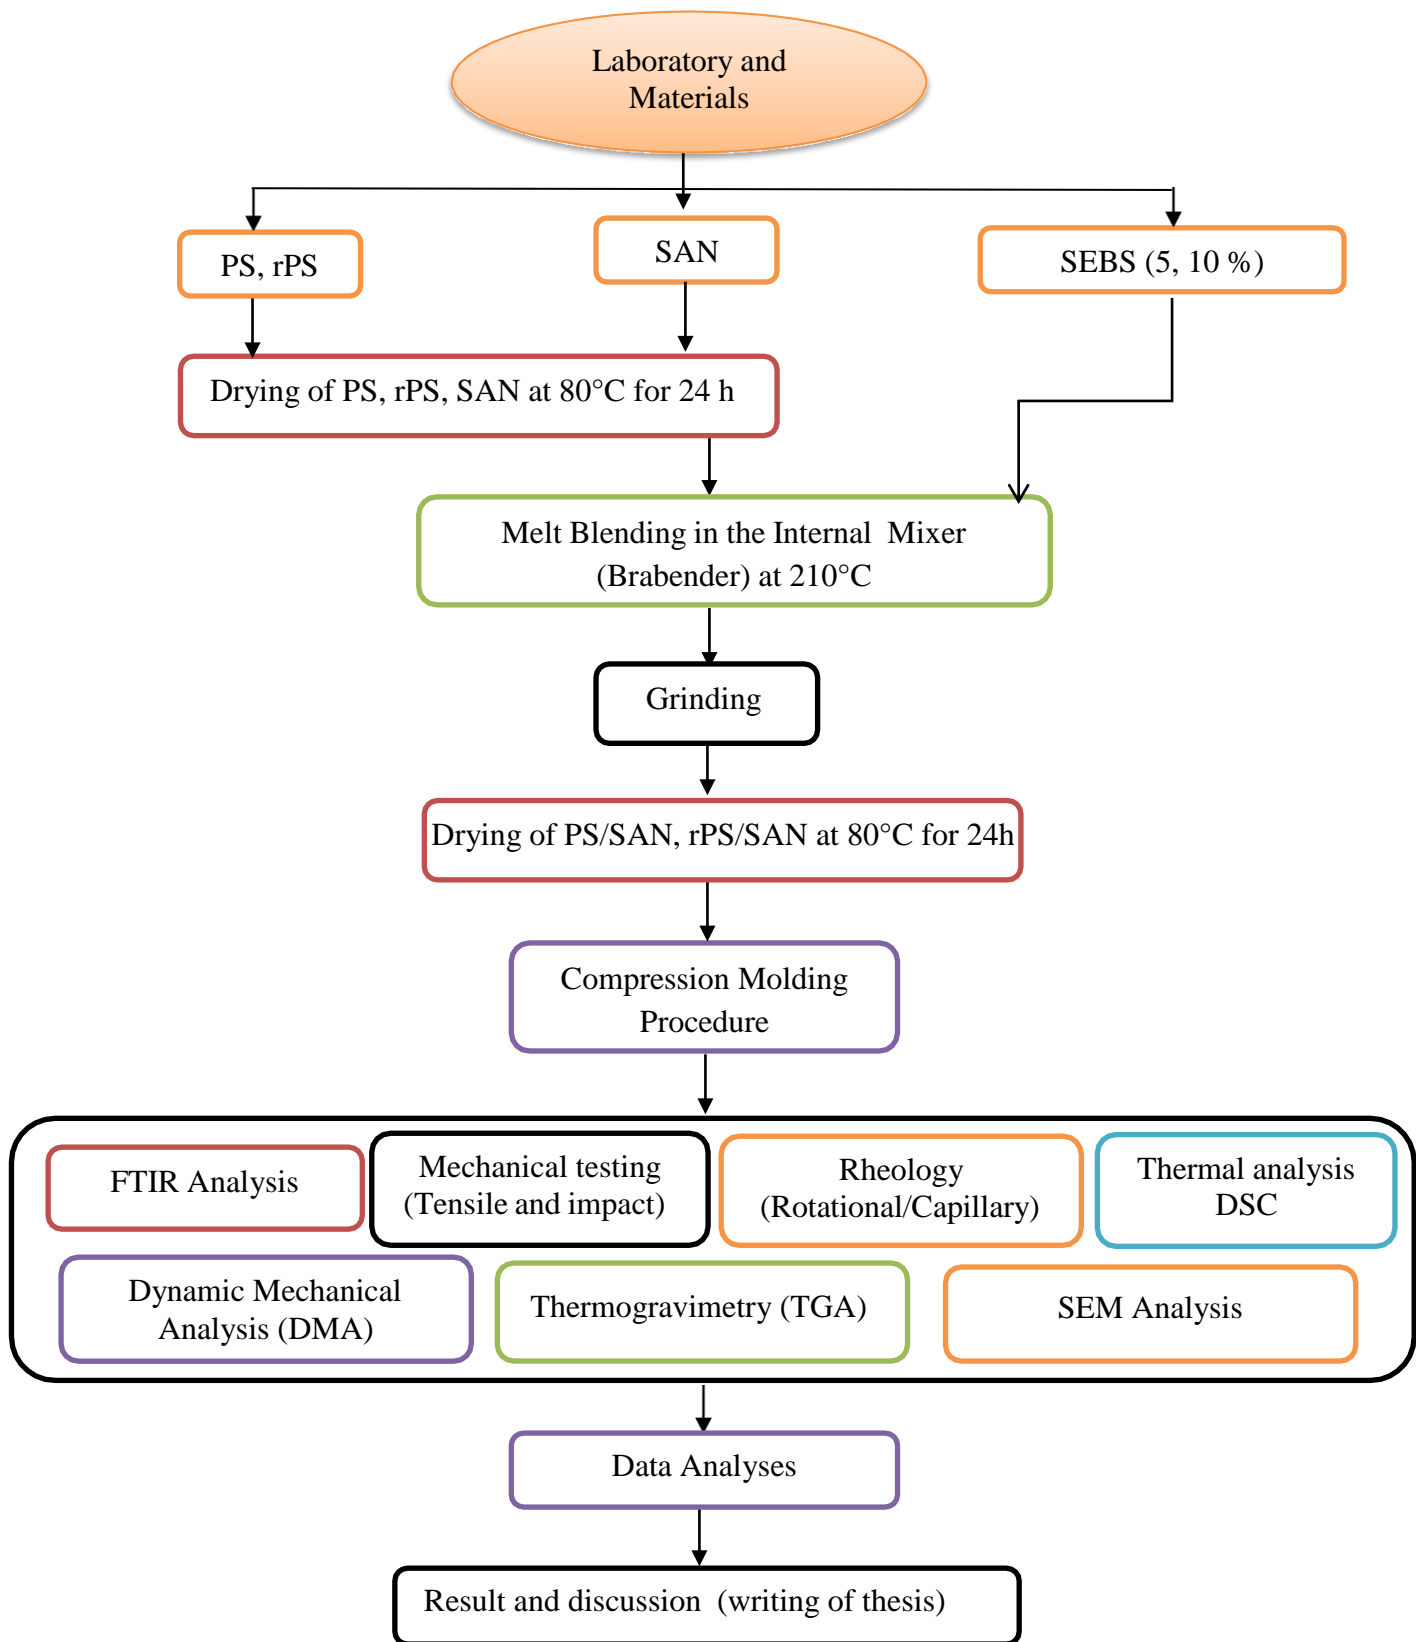 Laboratory and
Materials
PS, rPS
SAN
SEBS (5, 10 %)
Drying of PS, rPS, SAN at 80°C for 24 h
Melt Blending in the Internal  Mixer
(Brabender) at 210°C
Grinding
Drying of PS/SAN, rPS/SAN at 80°C for 24h
Compression Molding
Procedure
FTIR Analysis
Mechanical testing
(Tensile and impact)
Rheology
(Rotational/Capillary)
Thermal analysis
DSC
Dynamic Mechanical
Analysis (DMA)
Thermogravimetry (TGA)
SEM Analysis
Data Analyses
Result and discussion  (writing of thesis)